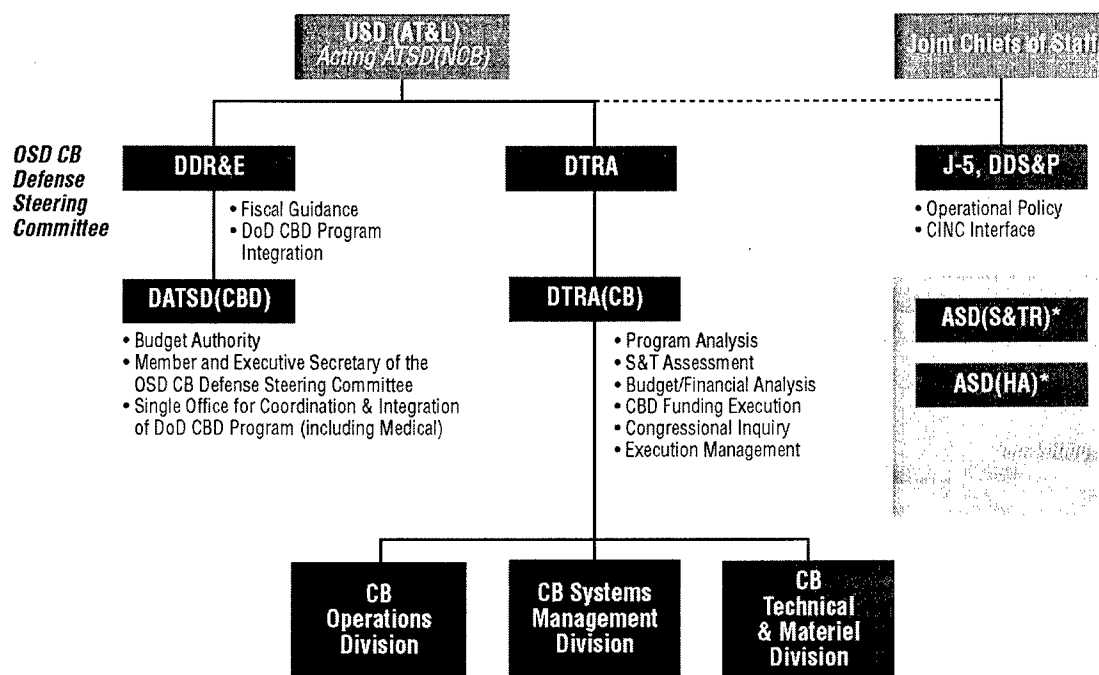 USD (AT&L)
Acting ATSD(NCB)
Joint Chiefs of Staff
OSD CB
Defense
Steering
Committee
DDR&E
• Fiscal Guidance
• DoD CBD Program
Integration
DTRA
J-5, DDS&P
• Operational Policy
• CINC Interface
DATSD(CBD)
• Budget Authority
• Member and Executive Secretary of the
OSD CB Defense Steering Committee
• Single Office for Coordination & Integration
of DoD CBD Program (including Medical)
DTRA(CB)
• Program Analysis
• S&T Assessment
• Budget/Financial Analysis
• CBD Funding Execution
• Congressional Inquiry
• Execution Management
ASD(S&TR)*
ASD(HA)*
CB
Operations
Division
CB Systems
Management
Division
CB
Technical
& Materiel
Division